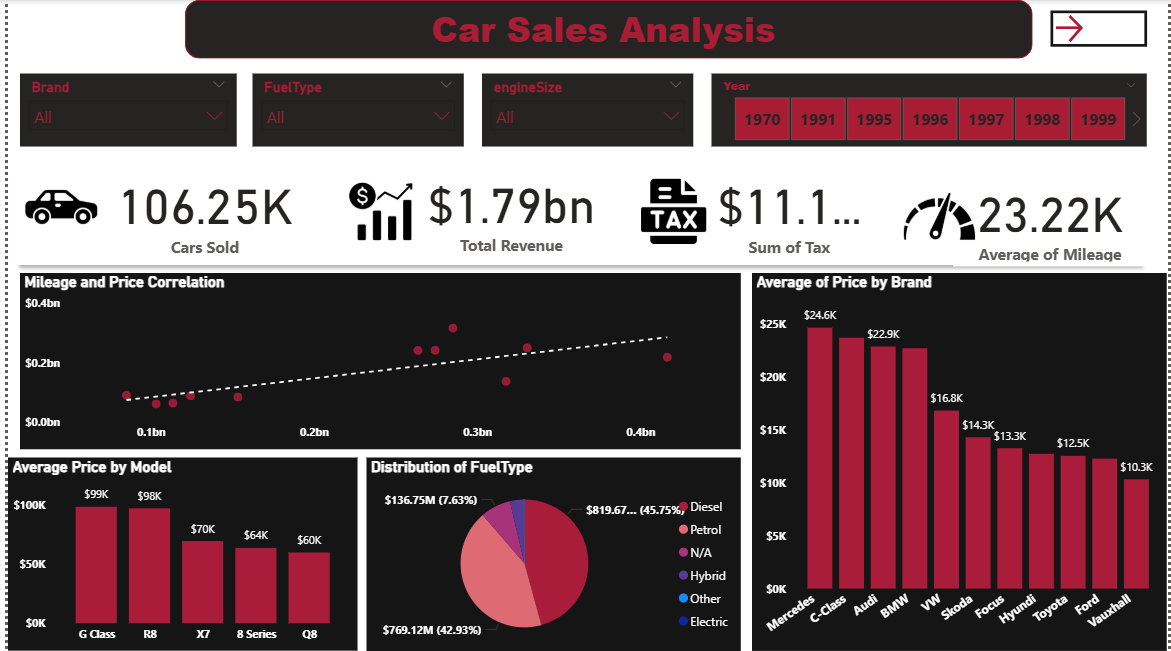 Car Sales Analysis
Brand
All
FuelType
All
engineSize
All
Year
1970 1991 1995 1996 1997 1998 1999
106.25K
Cars Sold
$1.79bn
Total Revenue
TAX
$11.1...
Sum of Tax
23.22K
Average of Mileage
Mileage and Price Correlation
$0.4bn
$0.2bn
$0.0bn
0.1bn 0.2bn 0.3bn 0.4bn
Average of Price by Brand
$25K
$20K
$15K
$10K
$5K
$0K
$24.6K
$22.9K
$16.8K
$14.3K
$13.3K
$12.5K
$10.3K
Mercedes C-Class Audi BMW VW Skoda Focus Hyundi Toyota Ford Vauxhall
Average Price by Model
$100K
$50K
$0K
$99K
$98K
$70K
$64K
$60K
G Class R8 X7 8 Series Q8
Distribution of FuelType
$136.75M (7.63%)
$819.67... (45.75%)
$769.12M (42.93%)
Diesel
Petrol
N/A
Hybrid
Other
Electric